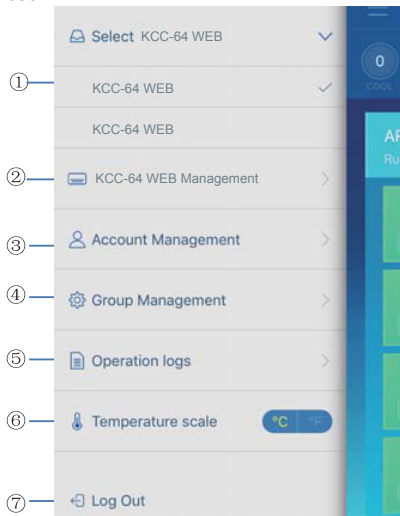 Select KCC-64 WEB
① KCC-64 WEB
KCC-64 WEB
② KCC-64 WEB Management
③ Account Management
④ Group Management
⑤ Operation logs
⑥ Temperature scale °C °F
⑦ Log Out
0
COOL
AP
Ru